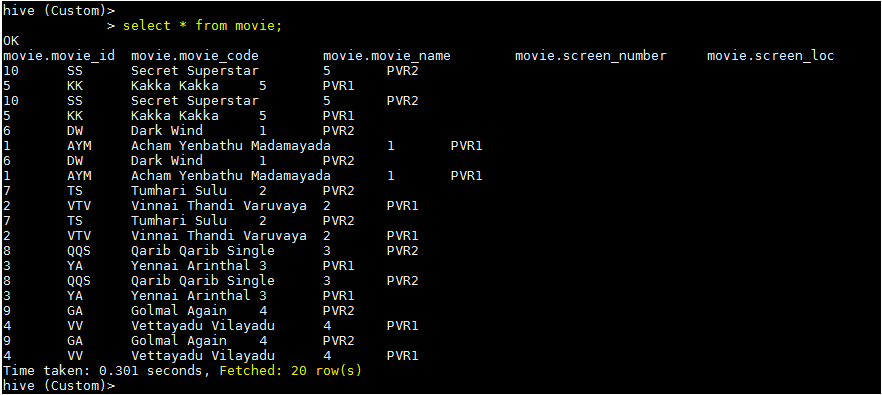 hive (Custom)>
             > select * from movie;
OK
movie.movie_id  movie.movie_code        movie.movie_name        movie.screen_number     movie.screen_loc
10      SS      Secret Superstar        5       PVR2
5       KK      Kakka Kakka     5       PVR1
10      SS      Secret Superstar        5       PVR2
5       KK      Kakka Kakka     5       PVR1
6       DW      Dark Wind       1       PVR2
1       AYM     Acham Yenbathu Madamayada       1       PVR1
6       DW      Dark Wind       1       PVR2
1       AYM     Acham Yenbathu Madamayada       1       PVR1
7       TS      Tumhari Sulu    2       PVR2
2       VTV     Vinnai Thandi Varuvaya  2       PVR1
7       TS      Tumhari Sulu    2       PVR2
2       VTV     Vinnai Thandi Varuvaya  2       PVR1
8       QQS     Qarib Qarib Single      3       PVR2
3       YA      Yennai Arinthal 3       PVR1
8       QQS     Qarib Qarib Single      3       PVR2
3       YA      Yennai Arinthal 3       PVR1
9       GA      Golmal Again    4       PVR2
4       VV      Vettayadu Vilayadu      4       PVR1
9       GA      Golmal Again    4       PVR2
4       VV      Vettayadu Vilayadu      4       PVR1
Time taken: 0.301 seconds, Fetched: 20 row(s)
hive (Custom)>